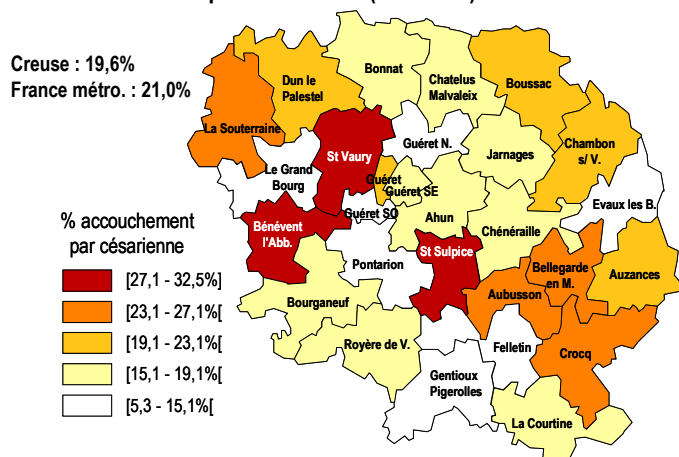 Creuse : 19,6%
France métro. : 21,0%
Bonnat
Dun le
Palestel
Chatelus
Malvaleix
Boussac
La Souterraine
St Vaury
Guéret N.
Jarnages
Chambon
s/ V.
Le Grand
Bourg
Guéret
Guéret SE
Evaux les B.
Guéret SO
Ahun
Bénévent
l'Abb.
Chénéraille
St Sulpice
Pontarion
Bellegarde
en M.
Auzances
Aubusson
Bourganeuf
Royère de V.
Felletin
Crocq
Gentioux
Pigerolles
La Courtine
% accouchement
par césarienne
[27,1 - 32,5%]
[23,1 - 27,1%[
[19,1 - 23,1%[
[15,1 - 19,1%[
[5,3 - 15,1%[